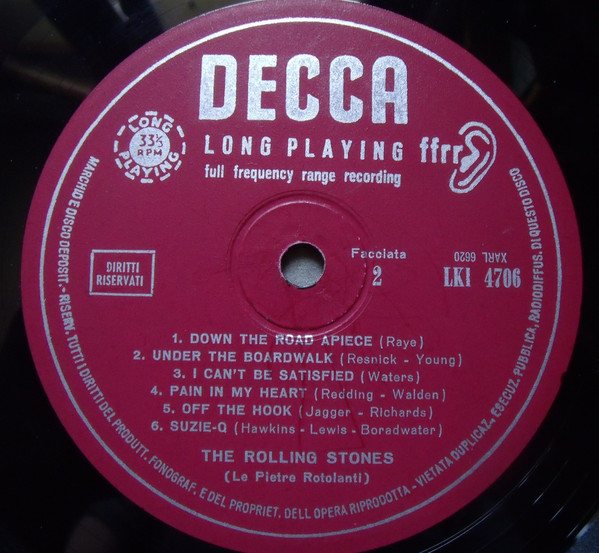 DECCA
LONG PLAYING ffrr
full frequency range recording
LONG
33⅓
RPM
PLAYING
Facciata
2
DIRITTI
RISERVATI
XARL 6620
LKI 4706
1. DOWN THE ROAD APIECE (Raye)
2. UNDER THE BOARDWALK (Resnick - Young)
3. I CAN'T BE SATISFIED (Waters)
4. PAIN IN MY HEART (Redding - Walden)
5. OFF THE HOOK (Jagger - Richards)
6. SUZIE-Q (Hawkins - Lewis - Boradwater)
THE ROLLING STONES
(Le Pietre Rotolanti)
MARCHIO E DISCO DEPOSIT. - RISERV. TUTTI I DIRITTI DEL PRODUTT. FONOGRAF. E DEL PROPRIET. DELL OPERA RIPRODOTTA - VIETATA DUPLICAZ. ESECUZ. PUBBLICA, RADIODIFFUS. DI QUESTO DISCO